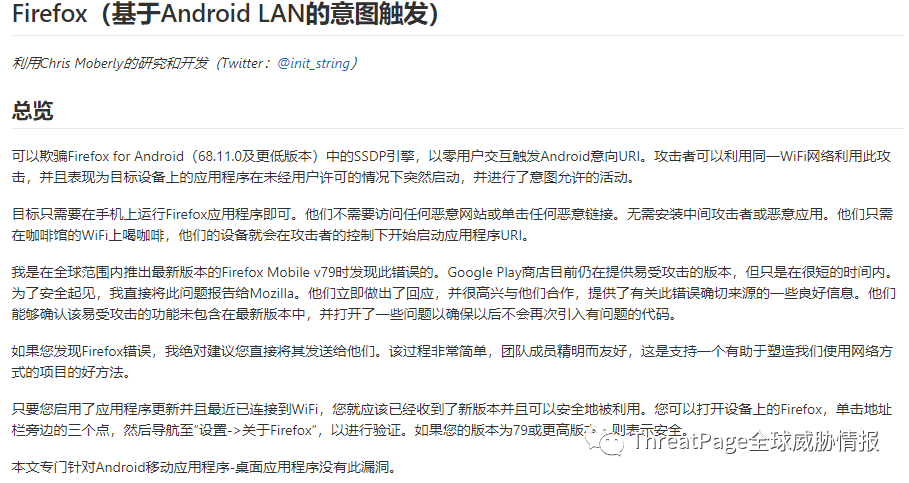 Firefox（基于Android LAN的意图触发）
利用Chris Moberly的研究和开发（Twitter：@init_string）
总览
可以欺骗Firefox for Android（68.11.0及更低版本）中的SSDP引擎，以零用户交互触发Android意向URI。攻击者可以利用同一WiFi网络利用此攻
击，并且表现为目标设备上的应用程序在未经用户许可的情况下突然启动，并进行了意图允许的活动。
目标只需要在手机上运行Firefox应用程序即可。他们不需要访问任何恶意网站或单击任何恶意链接。无需安装中间攻击者或恶意应用。他们只需
在咖啡馆的WiFi上喝咖啡，他们的设备就会在攻击者的控制下开始启动应用程序URI。
我是在全球范围内推出最新版本的Firefox Mobile v79时发现此错误的。Google Play商店目前仍在提供易受攻击的版本，但只是在很短的时间内。
为了安全起见，我直接将此问题报告给Mozilla。他们立即做出了回应，并很高兴与他们合作，提供了有关此错误确切来源的一些良好信息。他们
能够确认该易受攻击的功能未包含在最新版本中，并打开了一些问题以确保以后不会再次引入有问题的代码。
如果您发现Firefox错误，我绝对建议您直接将其发送给他们。该过程非常简单，团队成员精明而友好，这是支持一个有助于塑造我们使用网络方
式的项目的好方法。
只要您启用了应用程序更新并且最近已连接到WiFi，您就应该已经收到了新版本并且可以安全地被利用。您可以打开设备上的Firefox，单击地址
栏旁边的三个点，然后导航至“设置->关于Firefox”，以进行验证。如果您的版本为79或更高版本，则表示安全。
ThreatPage全球威胁情报
本文专门针对Android移动应用程序-桌面应用程序没有此漏洞。